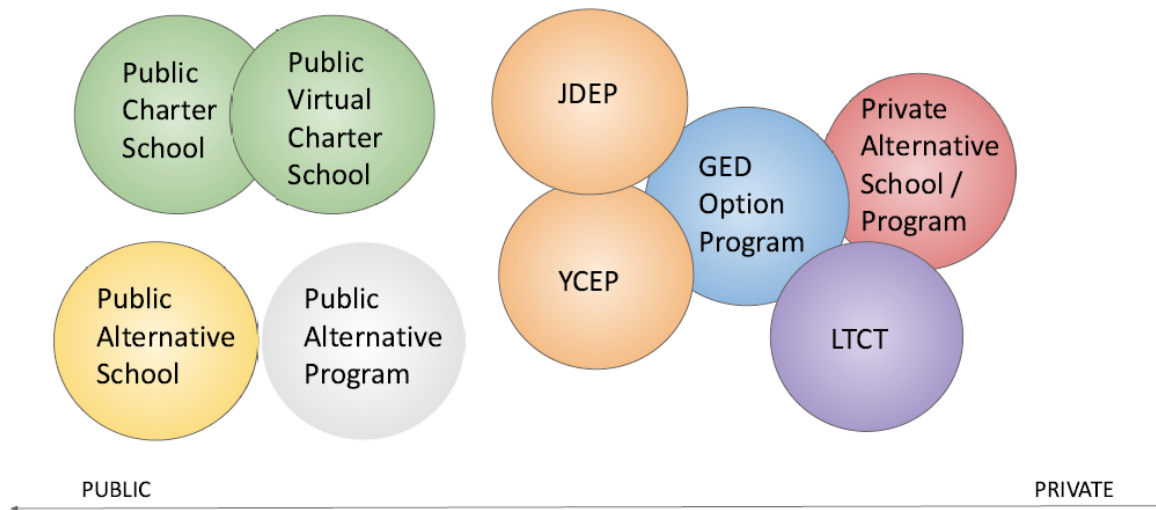 Public
Charter
School
Public
Virtual
Charter
School
JDEP
GED
Option
Program
Private
Alternative
School /
Program
Public
Alternative
School
Public
Alternative
Program
YCEP
LTCT
PUBLIC
PRIVATE